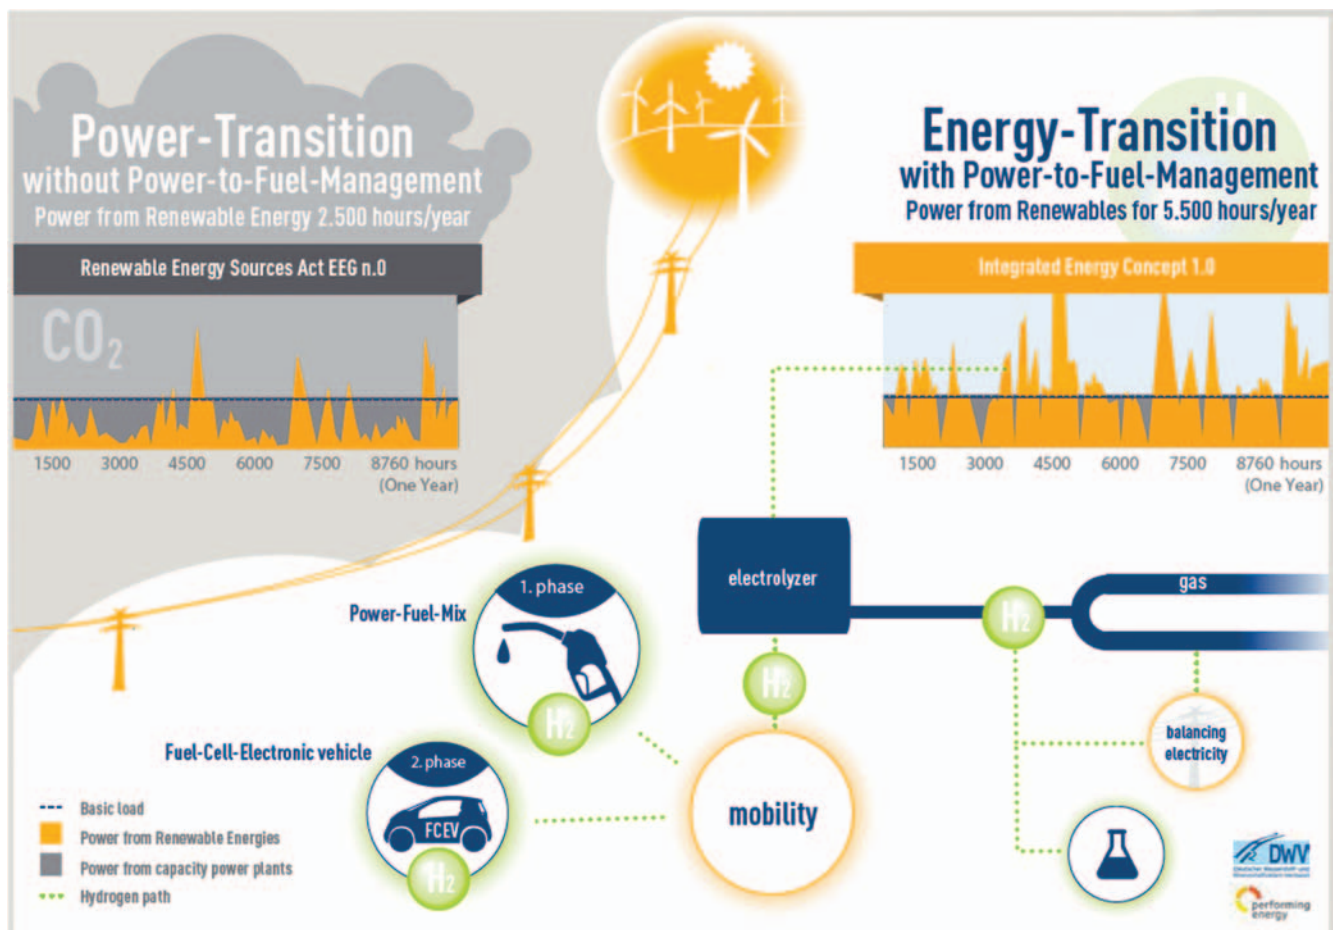 Power-Transition
without Power-to-Fuel-Management
Power from Renewable Energy 2.500 hours/year
Renewable Energy Sources Act EEG n.0
CO2
1500 3000 4500 6000 7500 8760 hours
(One Year)
Energy-Transition
with Power-to-Fuel-Management
Power from Renewables for 5.500 hours/year
Integrated Energy Concept 1.0
1500 3000 4500 6000 7500 8760 hours
(One Year)
electrolyzer
gas
H2
H2
1. phase
Power-Fuel-Mix
H2
balancing
electricity
Fuel-Cell-Electronic vehicle
2. phase
FCEV
H2
mobility
Basic load
Power from Renewable Energies
Power from capacity power plants
Hydrogen path
DWV
performing
energy